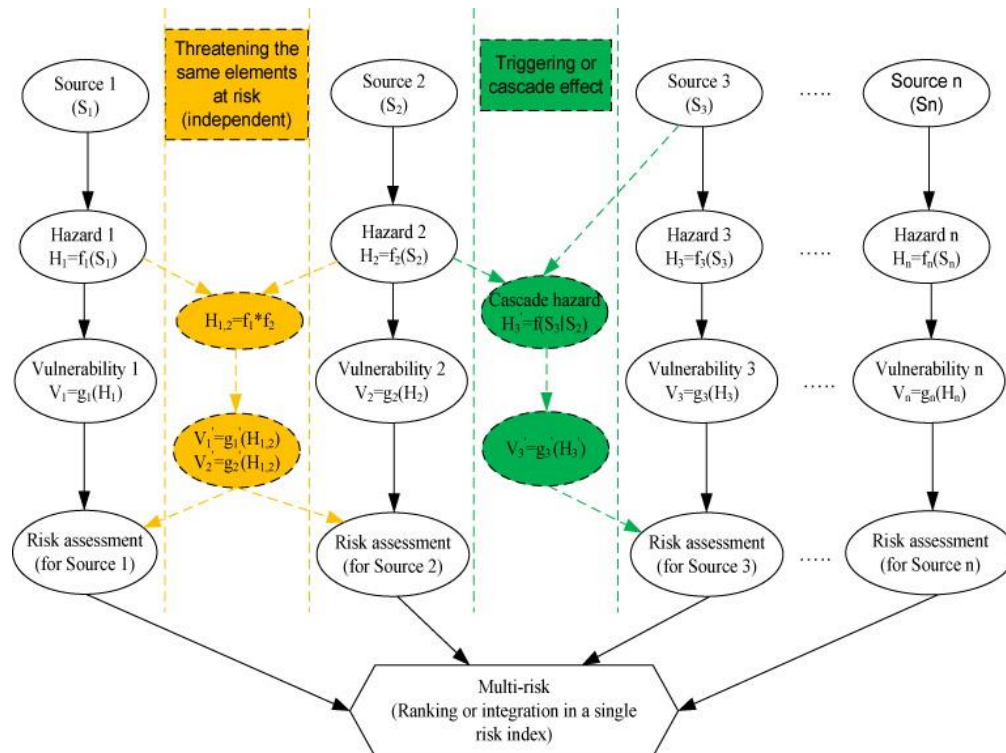 Source 1
(S₁)
Threatening the
same elements
at risk
(independent)
Source 2
(S₂)
Triggering or
cascade effect
Source 3
(S₃)
.....
Source n
(Sn)
Hazard 1
H₁=f₁(S₁)
Hazard 2
H₂=f₂(S₂)
Hazard 3
H₃=f₃(S₃)
.....
Hazard n
Hₙ=fₙ(Sₙ)
H₁,₂=f₁*f₂
Cascade hazard
H₃'=f(S₃|S₂)
Vulnerability 1
V₁=g₁(H₁)
Vulnerability 2
V₂=g₂(H₂)
Vulnerability 3
V₃=g₃(H₃)
.....
Vulnerability n
Vₙ=gₙ(Hₙ)
V₁'=g₁'(H₁,₂)
V₂'=g₂'(H₁,₂)
V₃'=g₃'(H₃')
Risk assessment
(for Source 1)
Risk assessment
(for Source 2)
Risk assessment
(for Source 3)
.....
Risk assessment
(for Source n)
Multi-risk
(Ranking or integration in a single
risk index)